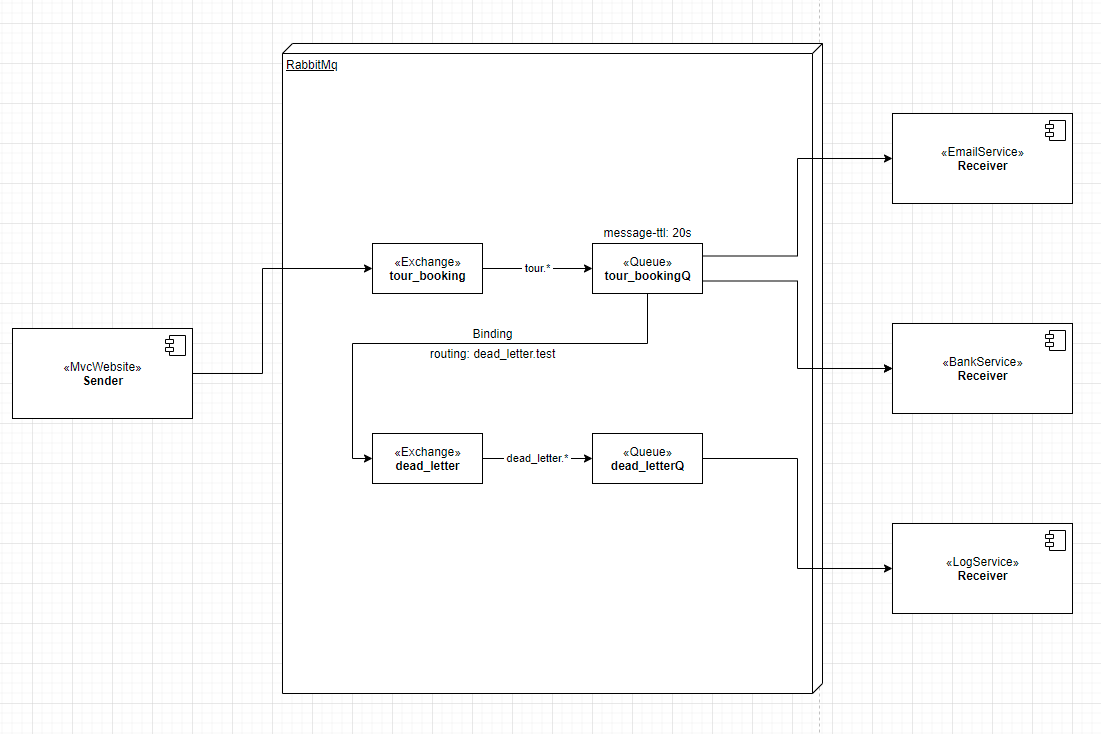 RabbitMq
«EmailService»
Receiver
message-ttl: 20s
«Exchange»
tour_booking
tour.*
«Queue»
tour_bookingQ
Binding
routing: dead_letter.test
«MvcWebsite»
Sender
«BankService»
Receiver
«Exchange»
dead_letter
dead_letter.*
«Queue»
dead_letterQ
«LogService»
Receiver